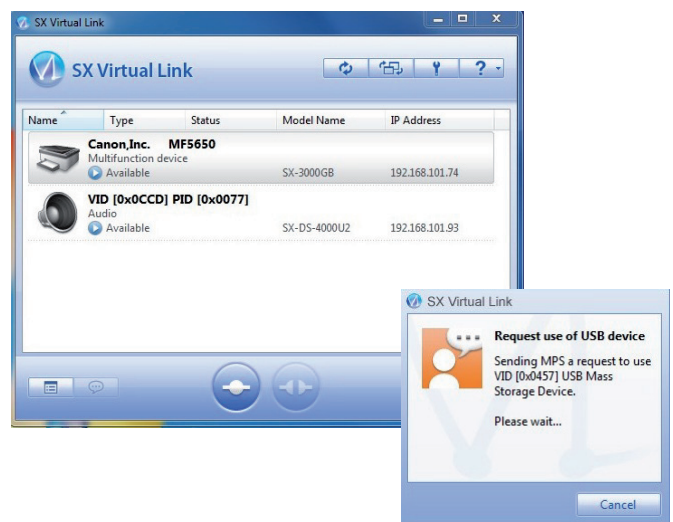 SX Virtual Link
SX Virtual Link
?
Name Type Status Model Name IP Address
Canon,Inc. MF5650
Multifunction device
Available SX-3000GB 192.168.101.74
VID [0x0CCD] PID [0x0077]
Audio
Available SX-DS-4000U2 192.168.101.93
SX Virtual Link
Request use of USB device
Sending MPS a request to use
VID [0x0457] USB Mass
Storage Device.
Please wait...
Cancel